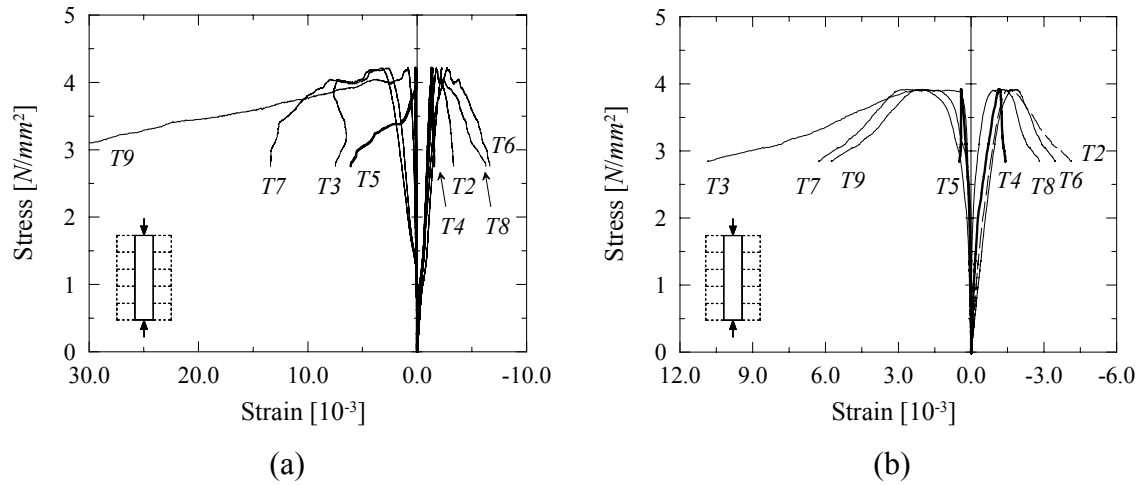 5
4
3
2
1
0
Stress [N/mm²]
30.0 20.0 10.0 0.0 -10.0
Strain [10⁻³]
T9
T7
T3
T5
T4
T2
T8
T6
(a)
5
4
3
2
1
0
Stress [N/mm²]
12.0 9.0 6.0 3.0 0.0 -3.0 -6.0
Strain [10⁻³]
T3
T7
T9
T5
T4
T8
T6
T2
(b)